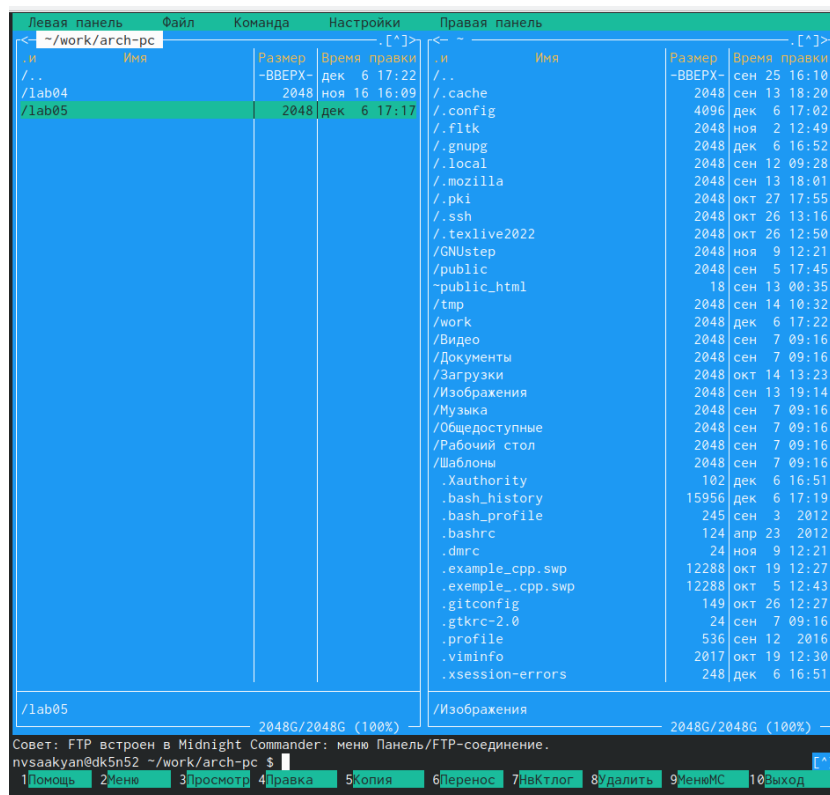 Левая панель Файл Команда Настройки Правая панель
<- ~/work/arch-pc .[^]>
.и Имя Размер Время правки
/.. -ВВЕРХ- дек 6 17:22
/lab04 2048 ноя 16 16:09
/lab05 2048 дек 6 17:17
/lab05
2048G/2048G (100%)
<- ~ .[^]>
.и Имя Размер Время правки
/.. -ВВЕРХ- сен 25 16:10
/.cache 2048 сен 13 18:20
/.config 4096 дек 6 17:02
/.fltk 2048 ноя 2 12:49
/.gnupg 2048 дек 6 16:52
/.local 2048 сен 12 09:28
/.mozilla 2048 сен 13 18:01
/.pki 2048 окт 27 17:55
/.ssh 2048 окт 26 13:16
/.texlive2022 2048 окт 26 12:50
/GNUstep 2048 ноя 9 12:21
/public 2048 сен 5 17:45
~public_html 18 сен 13 00:35
/tmp 2048 сен 14 10:32
/work 2048 дек 6 17:22
/Видео 2048 сен 7 09:16
/Документы 2048 сен 7 09:16
/Загрузки 2048 окт 14 13:23
/Изображения 2048 сен 13 19:14
/Музыка 2048 сен 7 09:16
/Общедоступные 2048 сен 7 09:16
/Рабочий стол 2048 сен 7 09:16
/Шаблоны 2048 сен 7 09:16
.Xauthority 102 дек 6 16:51
.bash_history 15956 дек 6 17:19
.bash_profile 245 сен 3 2012
.bashrc 124 апр 23 2012
.dmrc 24 ноя 9 12:21
.example_cpp.swp 12288 окт 19 12:27
.exemple_.cpp.swp 12288 окт 5 12:43
.gitconfig 149 окт 26 12:27
.gtkrc-2.0 24 сен 7 09:16
.profile 536 сен 12 2016
.viminfo 2017 окт 19 12:30
.xsession-errors 248 дек 6 16:51
/Изображения
2048G/2048G (100%)
Совет: FTP встроен в Midnight Commander: меню Панель/FTP-соединение.
nvsaakyan@dk5n52 ~/work/arch-pc $ [^
1Помощь 2Меню 3Просмотр 4Правка 5Копия 6Перенос 7НвКтлог 8Удалить 9МенюMC 10Выход